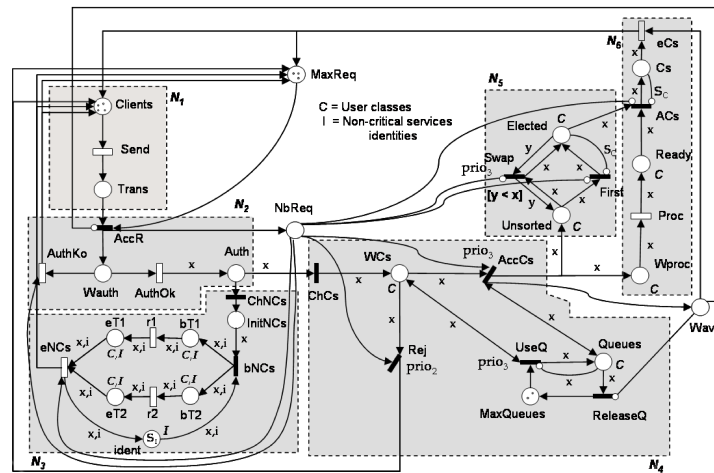 N6
eCs
x
Cs
x
SC
ACs
MaxReq
C = User classes
I = Non-critical services
identities
Clients
N1
Send
Trans
N5
Elected
C
x
y
x
x
SC
x
Swap
prio3
[y < x]
y
x
First
Unsorted
C
x
Ready
C
x
Proc
x
Wproc
C
N2
AccR
NbReq
AuthKo
Wauth
AuthOk
x
Auth
x
ChCs
x
WCs
C
x
prio3
AccCs
x
x
Wav
ChNCs
InitNCs
x
bNCs
eNCs
x,i
eT1
C,I
x,i
r1
x,i
bT1
C,I
x,i
x,i
eT2
C,I
x,i
r2
x,i
bT2
C,I
x,i
x,i
ident
SI
I
x,i
N3
x
Rej
prio2
x
x
UseQ
prio3
x
x
Queues
C
x
MaxQueues
ReleaseQ
N4